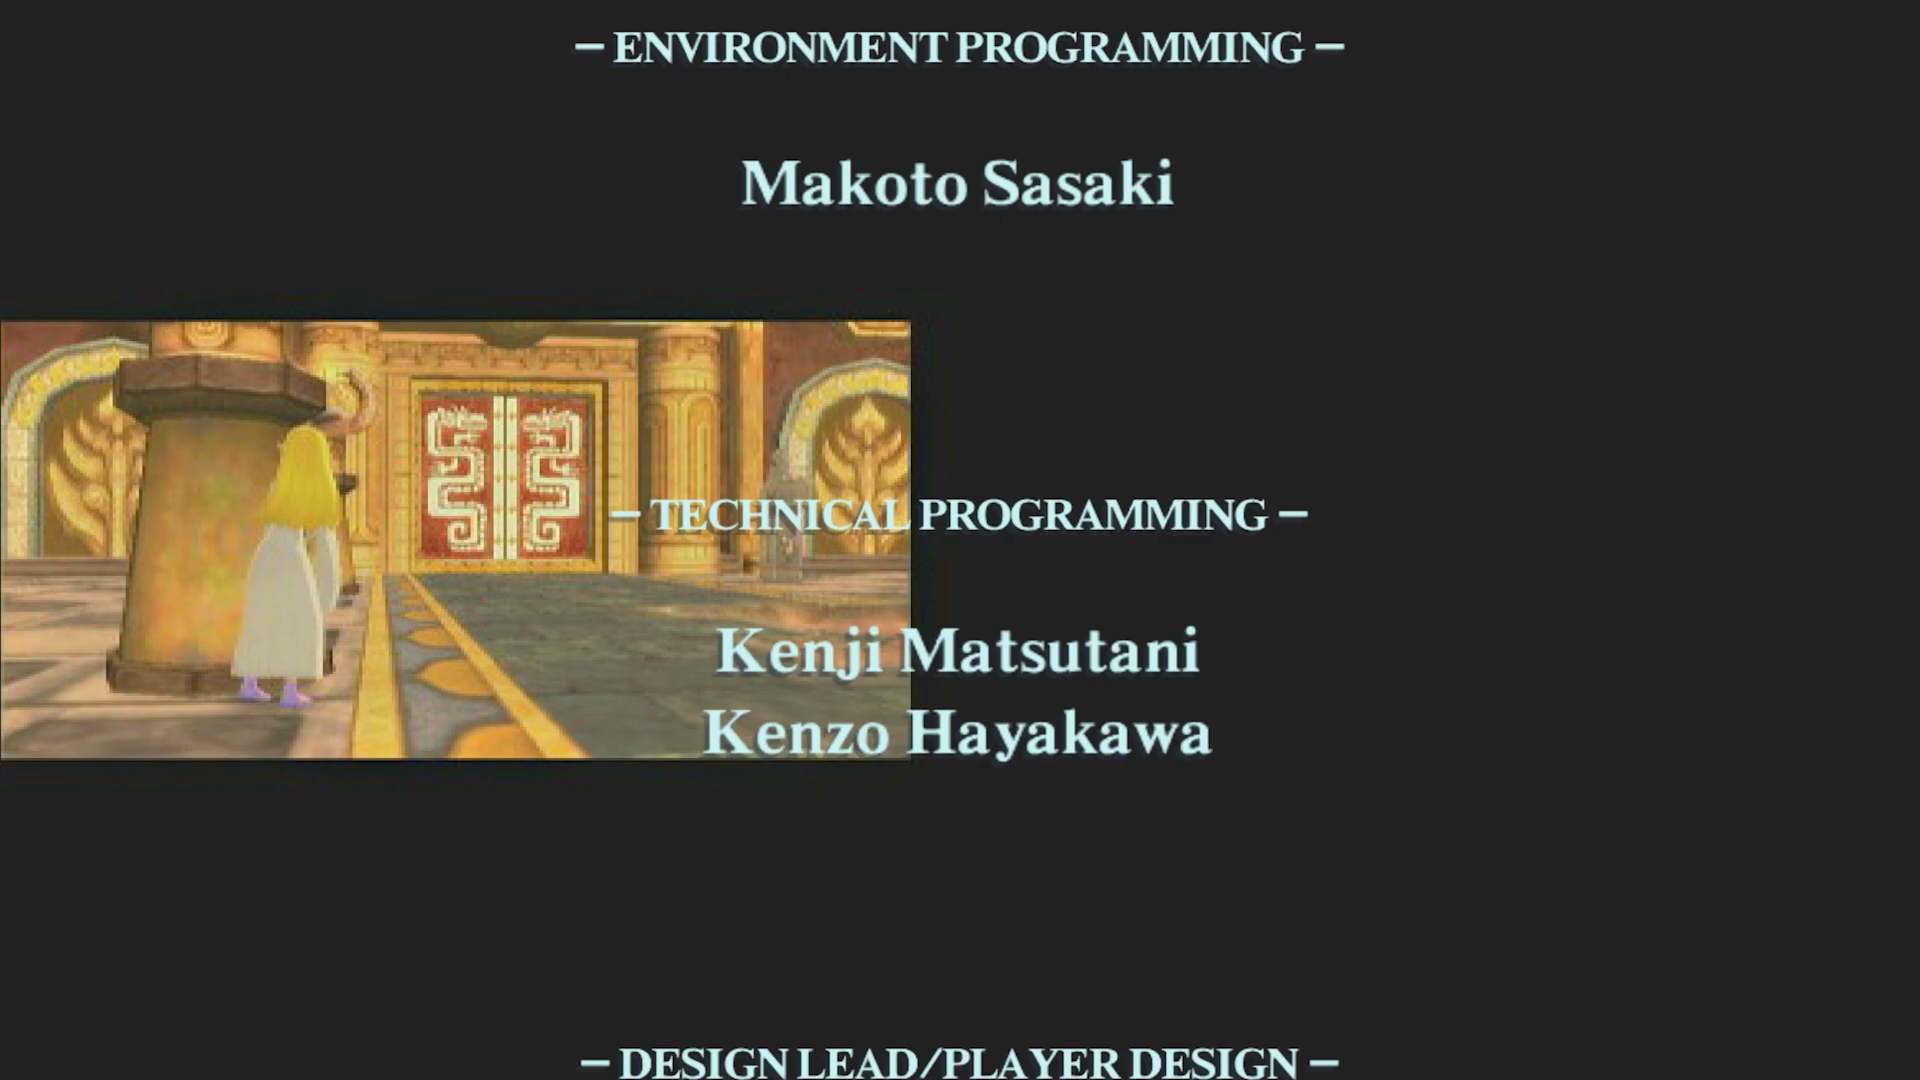 – ENVIRONMENT PROGRAMMING –
Makoto Sasaki
– TECHNICAL PROGRAMMING –
Kenji Matsutani
Kenzo Hayakawa
– DESIGN LEAD/PLAYER DESIGN –